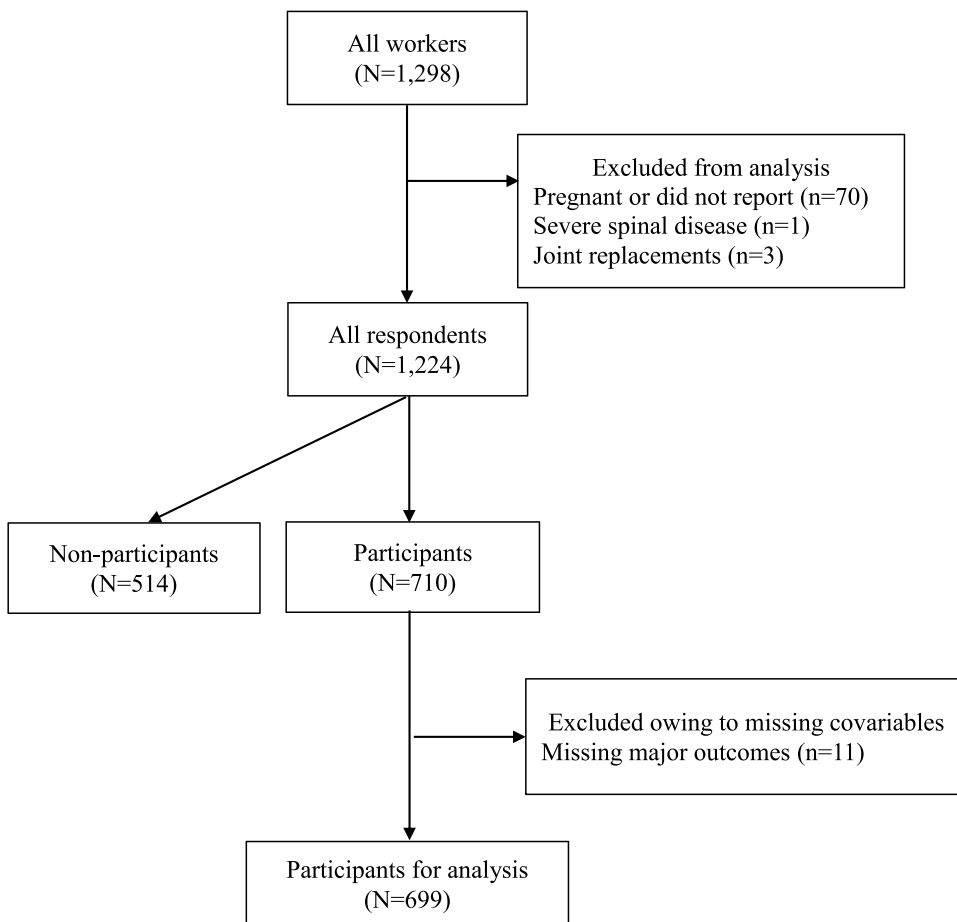 All workers
(N=1,298)
Excluded from analysis
Pregnant or did not report (n=70)
Severe spinal disease (n=1)
Joint replacements (n=3)
All respondents
(N=1,224)
Non-participants
(N=514)
Participants
(N=710)
Excluded owing to missing covariables
Missing major outcomes (n=11)
Participants for analysis
(N=699)